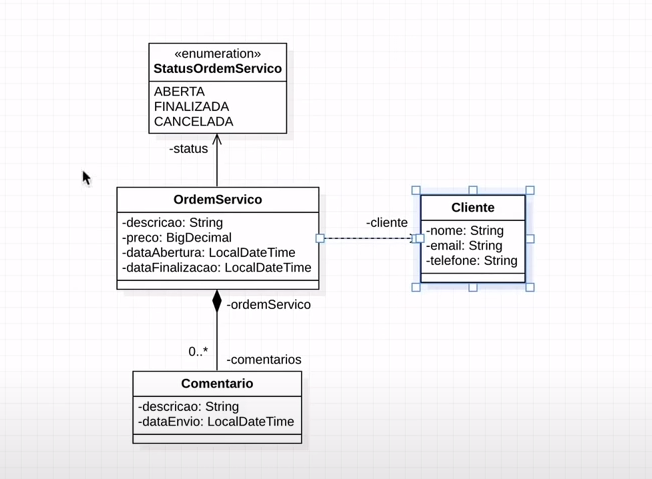 «enumeration»
StatusOrdemServico
ABERTA
FINALIZADA
CANCELADA
-status
OrdemServico
-descricao: String
-preco: BigDecimal
-dataAbertura: LocalDateTime
-dataFinalizacao: LocalDateTime
-cliente
Cliente
-nome: String
-email: String
-telefone: String
-ordemServico
0..*
-comentarios
Comentario
-descricao: String
-dataEnvio: LocalDateTime